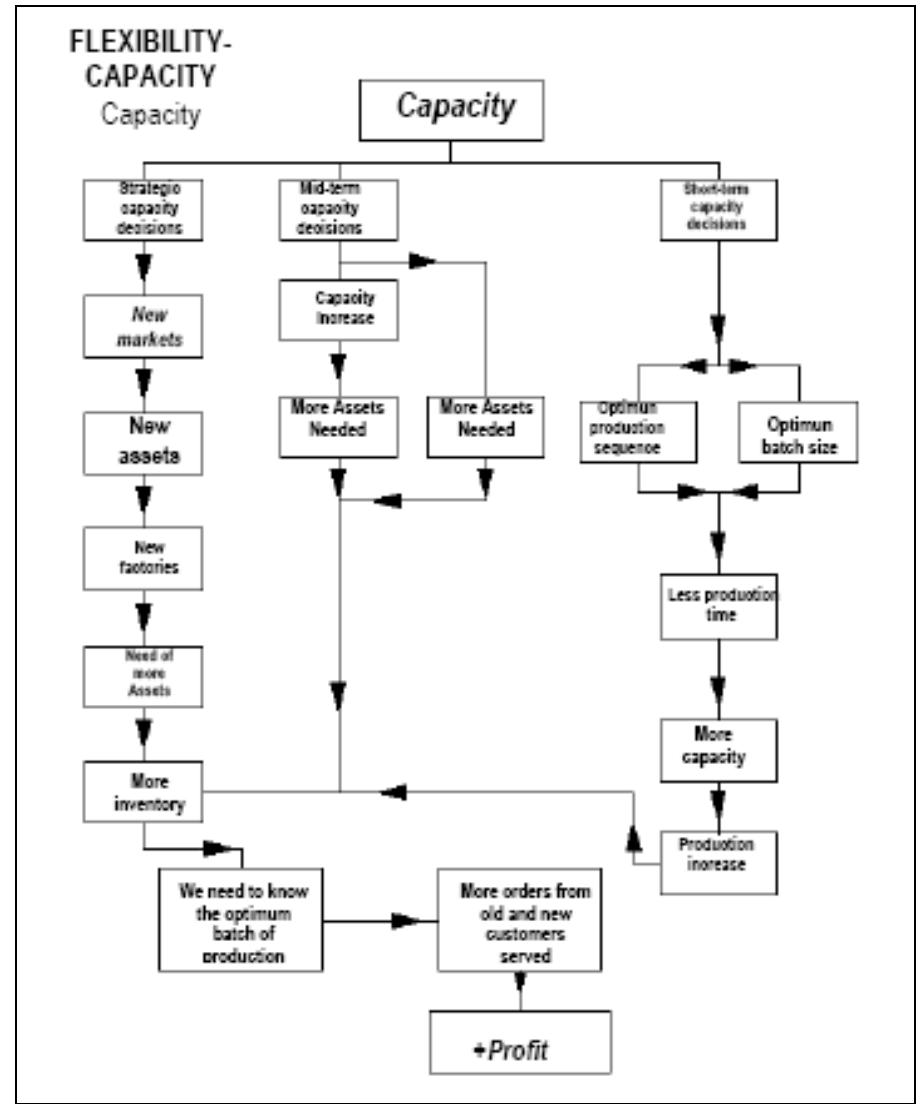 FLEXIBILITY-
CAPACITY
Capacity
Capacity
Strategic
capacity
decisions
Mid-term
capacity
decisions
Short-term
capacity
decisions
New
markets
Capacity
Increase
New
assets
More Assets
Needed
More Assets
Needed
Optimun
production
sequence
Optimun
batch size
New
factories
Less production
time
Need of
more
Assets
More
capacity
More
inventory
Production
increase
We need to know
the optimum
batch of
production
More orders from
old and new
customers
served
+Profit